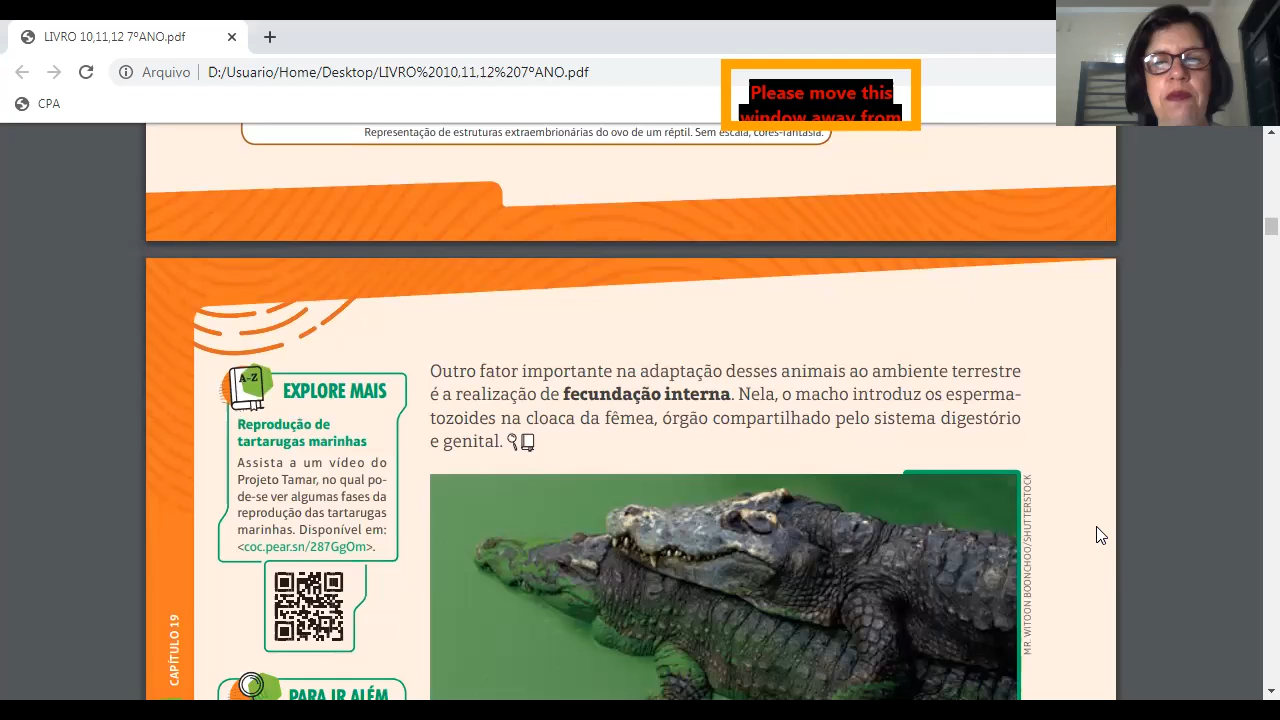 LIVRO 10,11,12 7ºANO.pdf
Arquivo
D:/Usuario/Home/Desktop/LIVRO%2010,11,12%207ºANO.pdf
CPA
Please move this
window away from
Representação de estruturas extraembrionárias do ovo de um réptil. Sem escala, cores-fantasia.
Outro fator importante na adaptação desses animais ao ambiente terrestre
é a realização de fecundação interna. Nela, o macho introduz os esperma-
tozoides na cloaca da fêmea, órgão compartilhado pelo sistema digestório
e genital.
A-Z
EXPLORE MAIS
Reprodução de
tartarugas marinhas
Assista a um vídeo do
Projeto Tamar, no qual po-
de-se ver algumas fases da
reprodução das tartarugas
marinhas. Disponível em:
<coc.pear.sn/287GgOm>.
MR. WITOON BOONCHOO/SHUTTERSTOCK
CAPÍTULO 19
PARA IR ALÉM